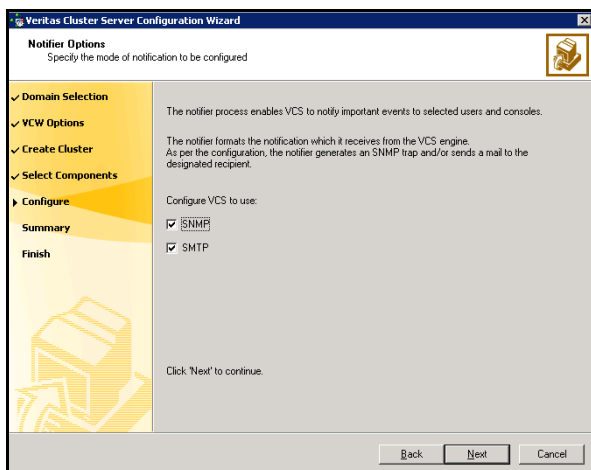 Veritas Cluster Server Configuration Wizard
Notifier Options
Specify the mode of notification to be configured
Domain Selection
VCW Options
Create Cluster
Select Components
Configure
Summary
Finish
The notifier process enables VCS to notify important events to selected users and consoles.
The notifier formats the notification which it receives from the VCS engine.
As per the configuration, the notifier generates an SNMP trap and/or sends a mail to the
designated recipient.
Configure VCS to use:
SNMP
SMTP
Click 'Next' to continue.
Back
Next
Cancel